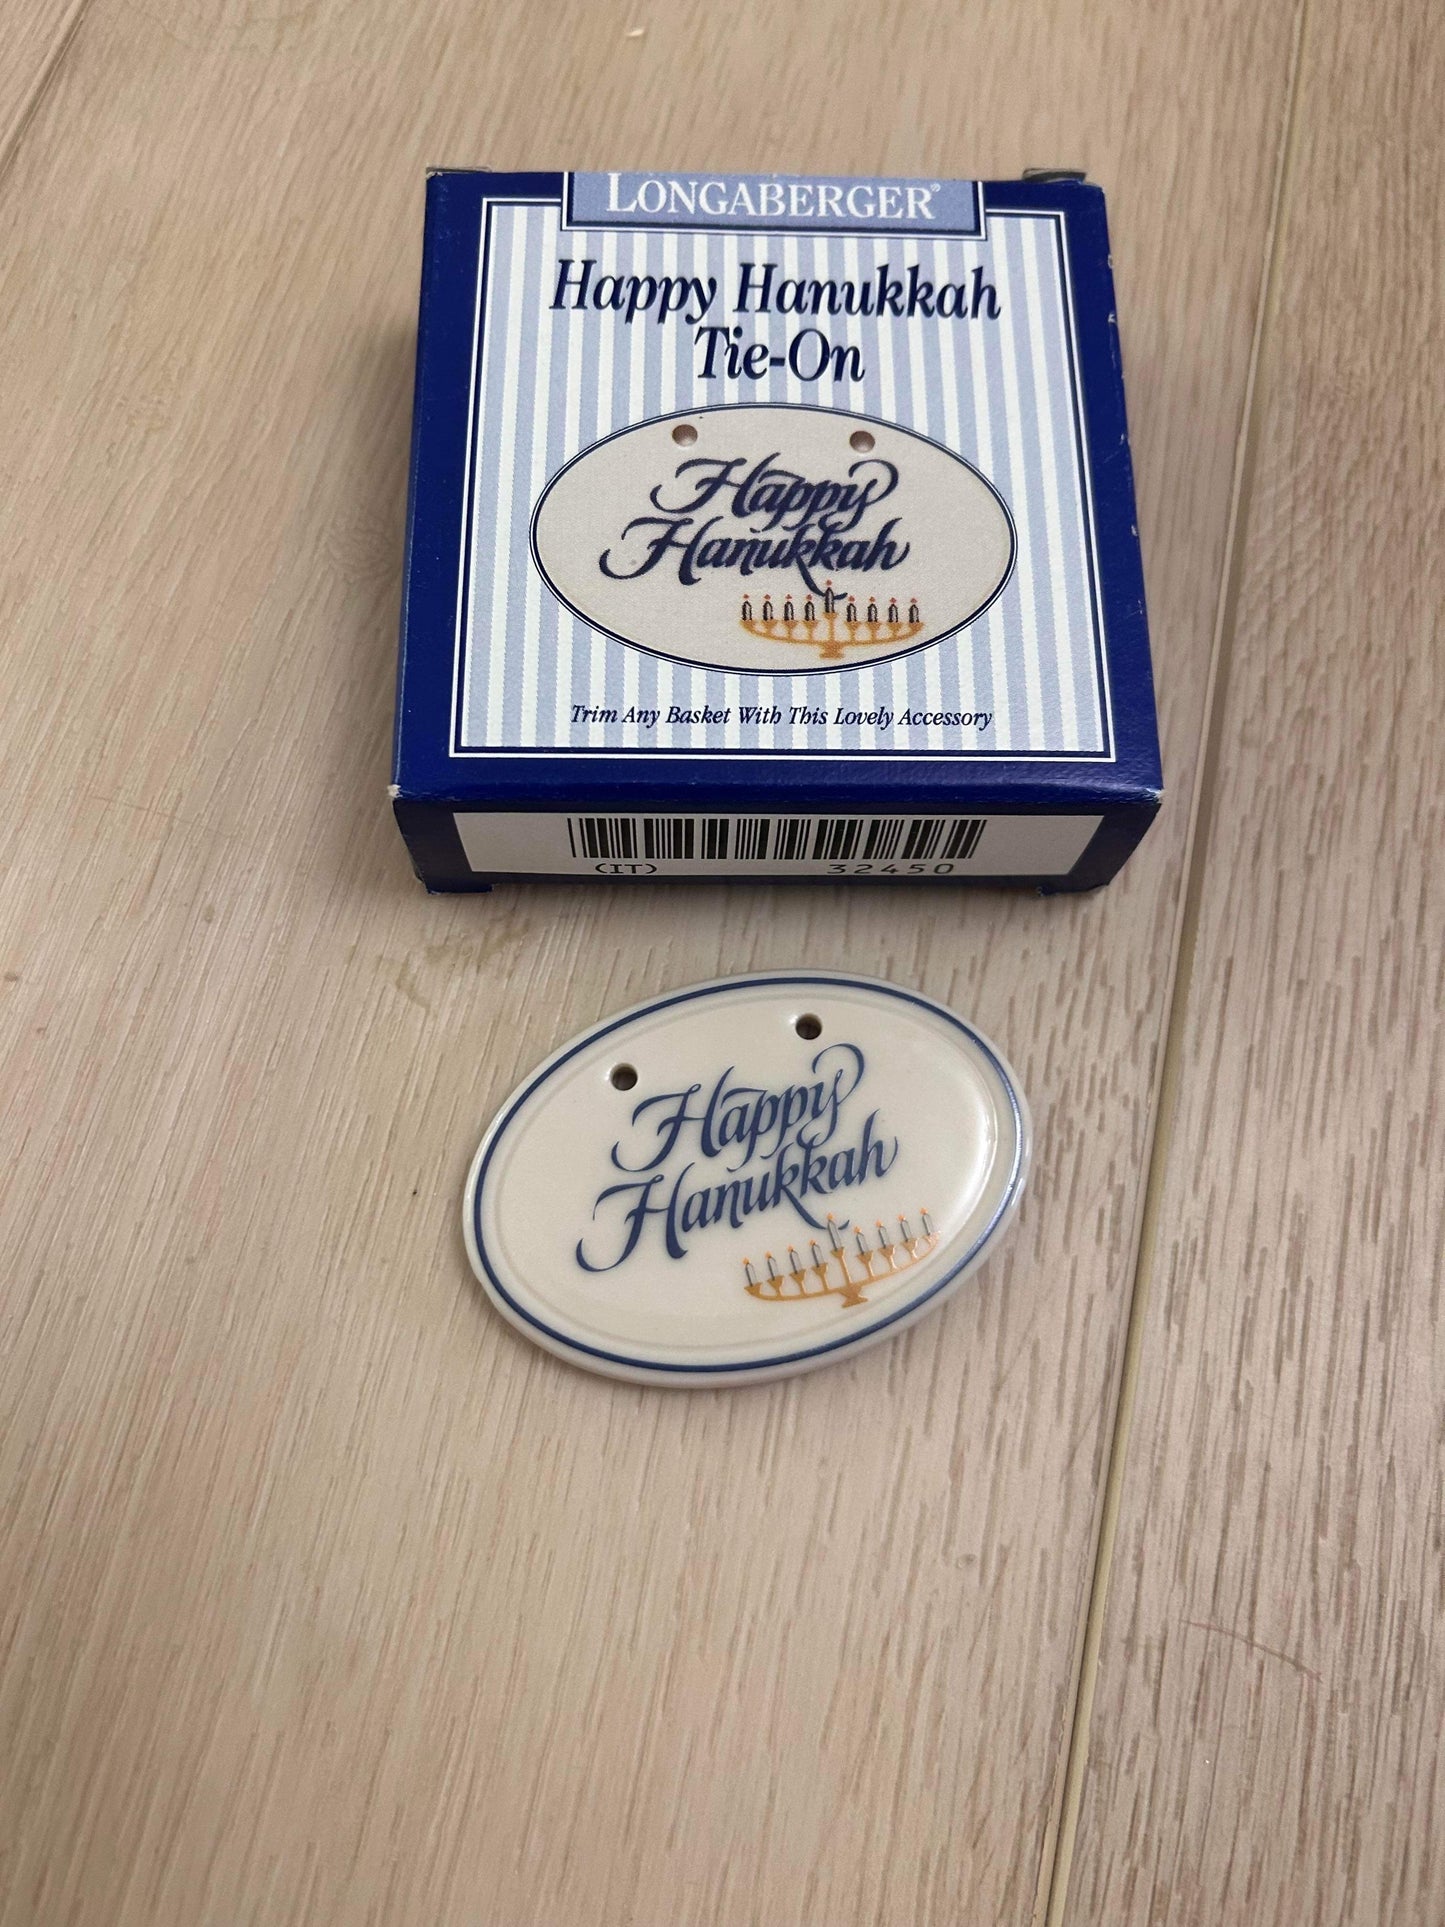 LONGABERGER®
Happy Hanukkah
Tie-On
Happy
Hanukkah
Trim Any Basket With This Lovely Accessory
(IT) 32450
Happy
Hanukkah